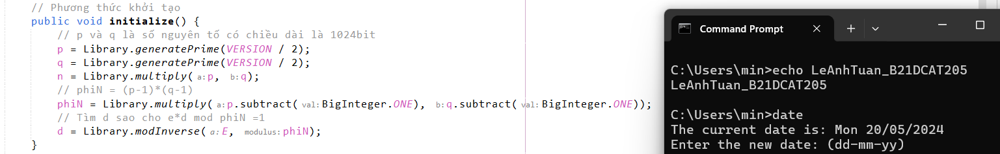 // Phương thức khởi tạo
public void initialize() {
// p và q là số nguyên tố có chiều dài là 1024bit
p = Library.generatePrime(VERSION / 2);
q = Library.generatePrime(VERSION / 2);
n = Library.multiply( a: p, b: q);
// phiN = (p-1)*(q-1)
phiN = Library.multiply( a: p.subtract( val: BigInteger.ONE), b: q.subtract( val: BigInteger.ONE));
// Tìm d sao cho e*d mod phiN =1
d = Library.modInverse( a: E, modulus: phiN);
}
Command Prompt
C:\Users\min>echo LeAnhTuan_B21DCAT205
LeAnhTuan_B21DCAT205
C:\Users\min>date
The current date is: Mon 20/05/2024
Enter the new date: (dd-mm-yy)